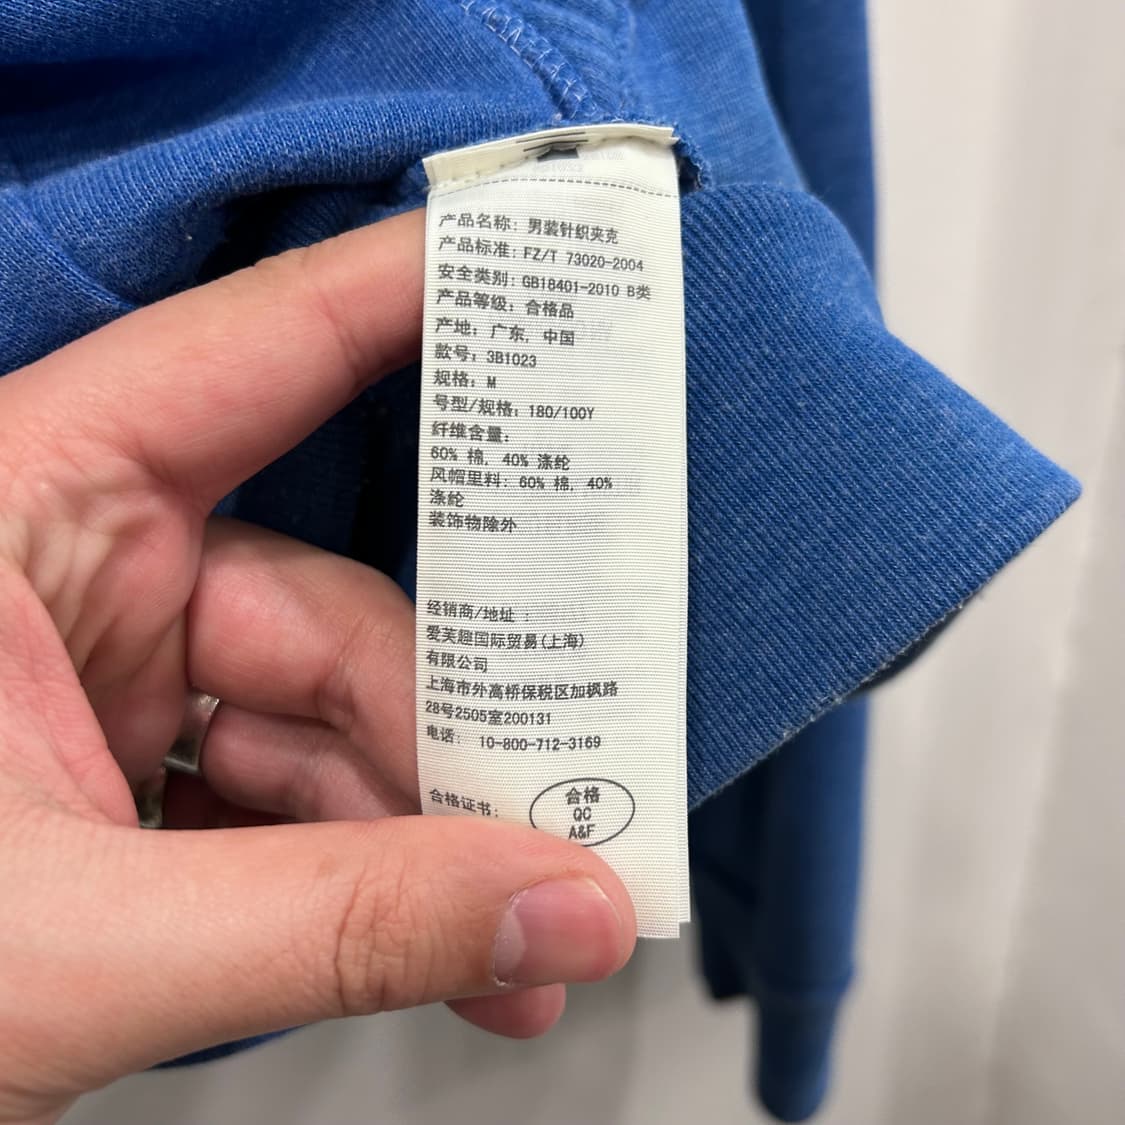 产品名称: 男装针织夹克
产品标准: FZ/T 73020-2004
安全类别: GB18401-2010 B类
产品等级: 合格品
产地: 广东, 中国
款号: 3B1023
规格: M
号型/规格: 180/100Y
纤维含量:
60% 棉, 40% 涤纶
风帽里料: 60% 棉, 40%
涤纶
装饰物除外
经销商/地址 :
爱芙趣国际贸易(上海)
有限公司
上海市外高桥保税区加枫路
28号2505室200131
电话: 10-800-712-3169
合格证书:
合格
QC
A&F